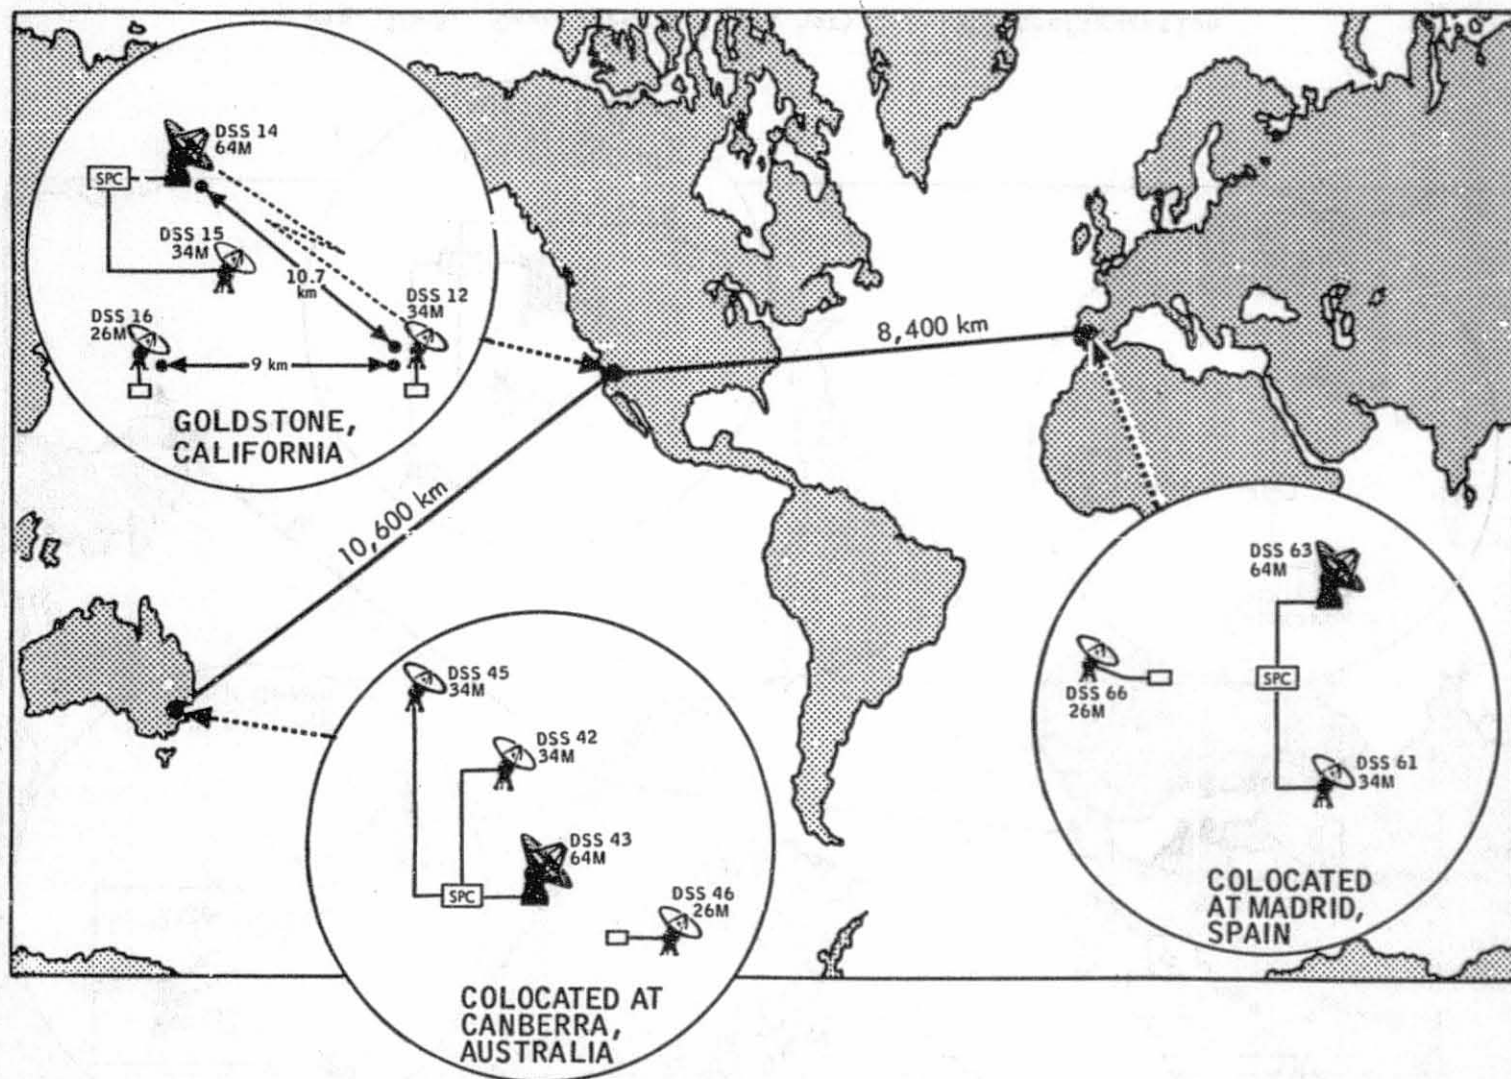 DSS 14
64M
SPC
DSS 15
34M
10.7
km
DSS 12
34M
DSS 16
26M
9 km
GOLDSTONE,
CALIFORNIA
8,400 km
10,600 km
DSS 45
34M
DSS 42
34M
DSS 43
64M
SPC
DSS 46
26M
COLOCATED AT
CANBERRA,
AUSTRALIA
DSS 63
64M
DSS 66
26M
SPC
DSS 61
34M
COLOCATED
AT MADRID,
SPAIN